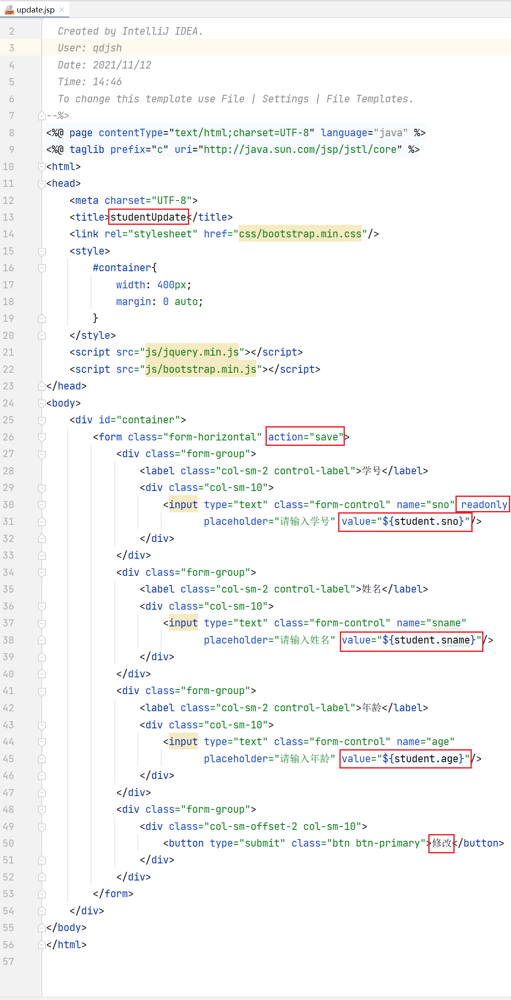 update.jsp
2 Created by IntelliJ IDEA.
3 User: qdjsh
4 Date: 2021/11/12
5 Time: 14:46
6 To change this template use File | Settings | File Templates.
7 --%>
8 <%@ page contentType="text/html;charset=UTF-8" language="java" %>
9 <%@ taglib prefix="c" uri="http://java.sun.com/jsp/jstl/core" %>
10 <html>
11 <head>
12     <meta charset="UTF-8">
13     <title>studentUpdate</title>
14     <link rel="stylesheet" href="css/bootstrap.min.css"/>
15     <style>
16         #container{
17             width: 400px;
18             margin: 0 auto;
19         }
20     </style>
21     <script src="js/jquery.min.js"></script>
22     <script src="js/bootstrap.min.js"></script>
23 </head>
24 <body>
25     <div id="container">
26         <form class="form-horizontal" action="save">
27             <div class="form-group">
28                 <label class="col-sm-2 control-label">学号</label>
29                 <div class="col-sm-10">
30                     <input type="text" class="form-control" name="sno" readonly
31                            placeholder="请输入学号" value="${student.sno}"/>
32                 </div>
33             </div>
34             <div class="form-group">
35                 <label class="col-sm-2 control-label">姓名</label>
36                 <div class="col-sm-10">
37                     <input type="text" class="form-control" name="sname"
38                            placeholder="请输入姓名" value="${student.sname}"/>
39                 </div>
40             </div>
41             <div class="form-group">
42                 <label class="col-sm-2 control-label">年龄</label>
43                 <div class="col-sm-10">
44                     <input type="text" class="form-control" name="age"
45                            placeholder="请输入年龄" value="${student.age}"/>
46                 </div>
47             </div>
48             <div class="form-group">
49                 <div class="col-sm-offset-2 col-sm-10">
50                     <button type="submit" class="btn btn-primary">修改</button>
51                 </div>
52             </div>
53         </form>
54     </div>
55 </body>
56 </html>
57